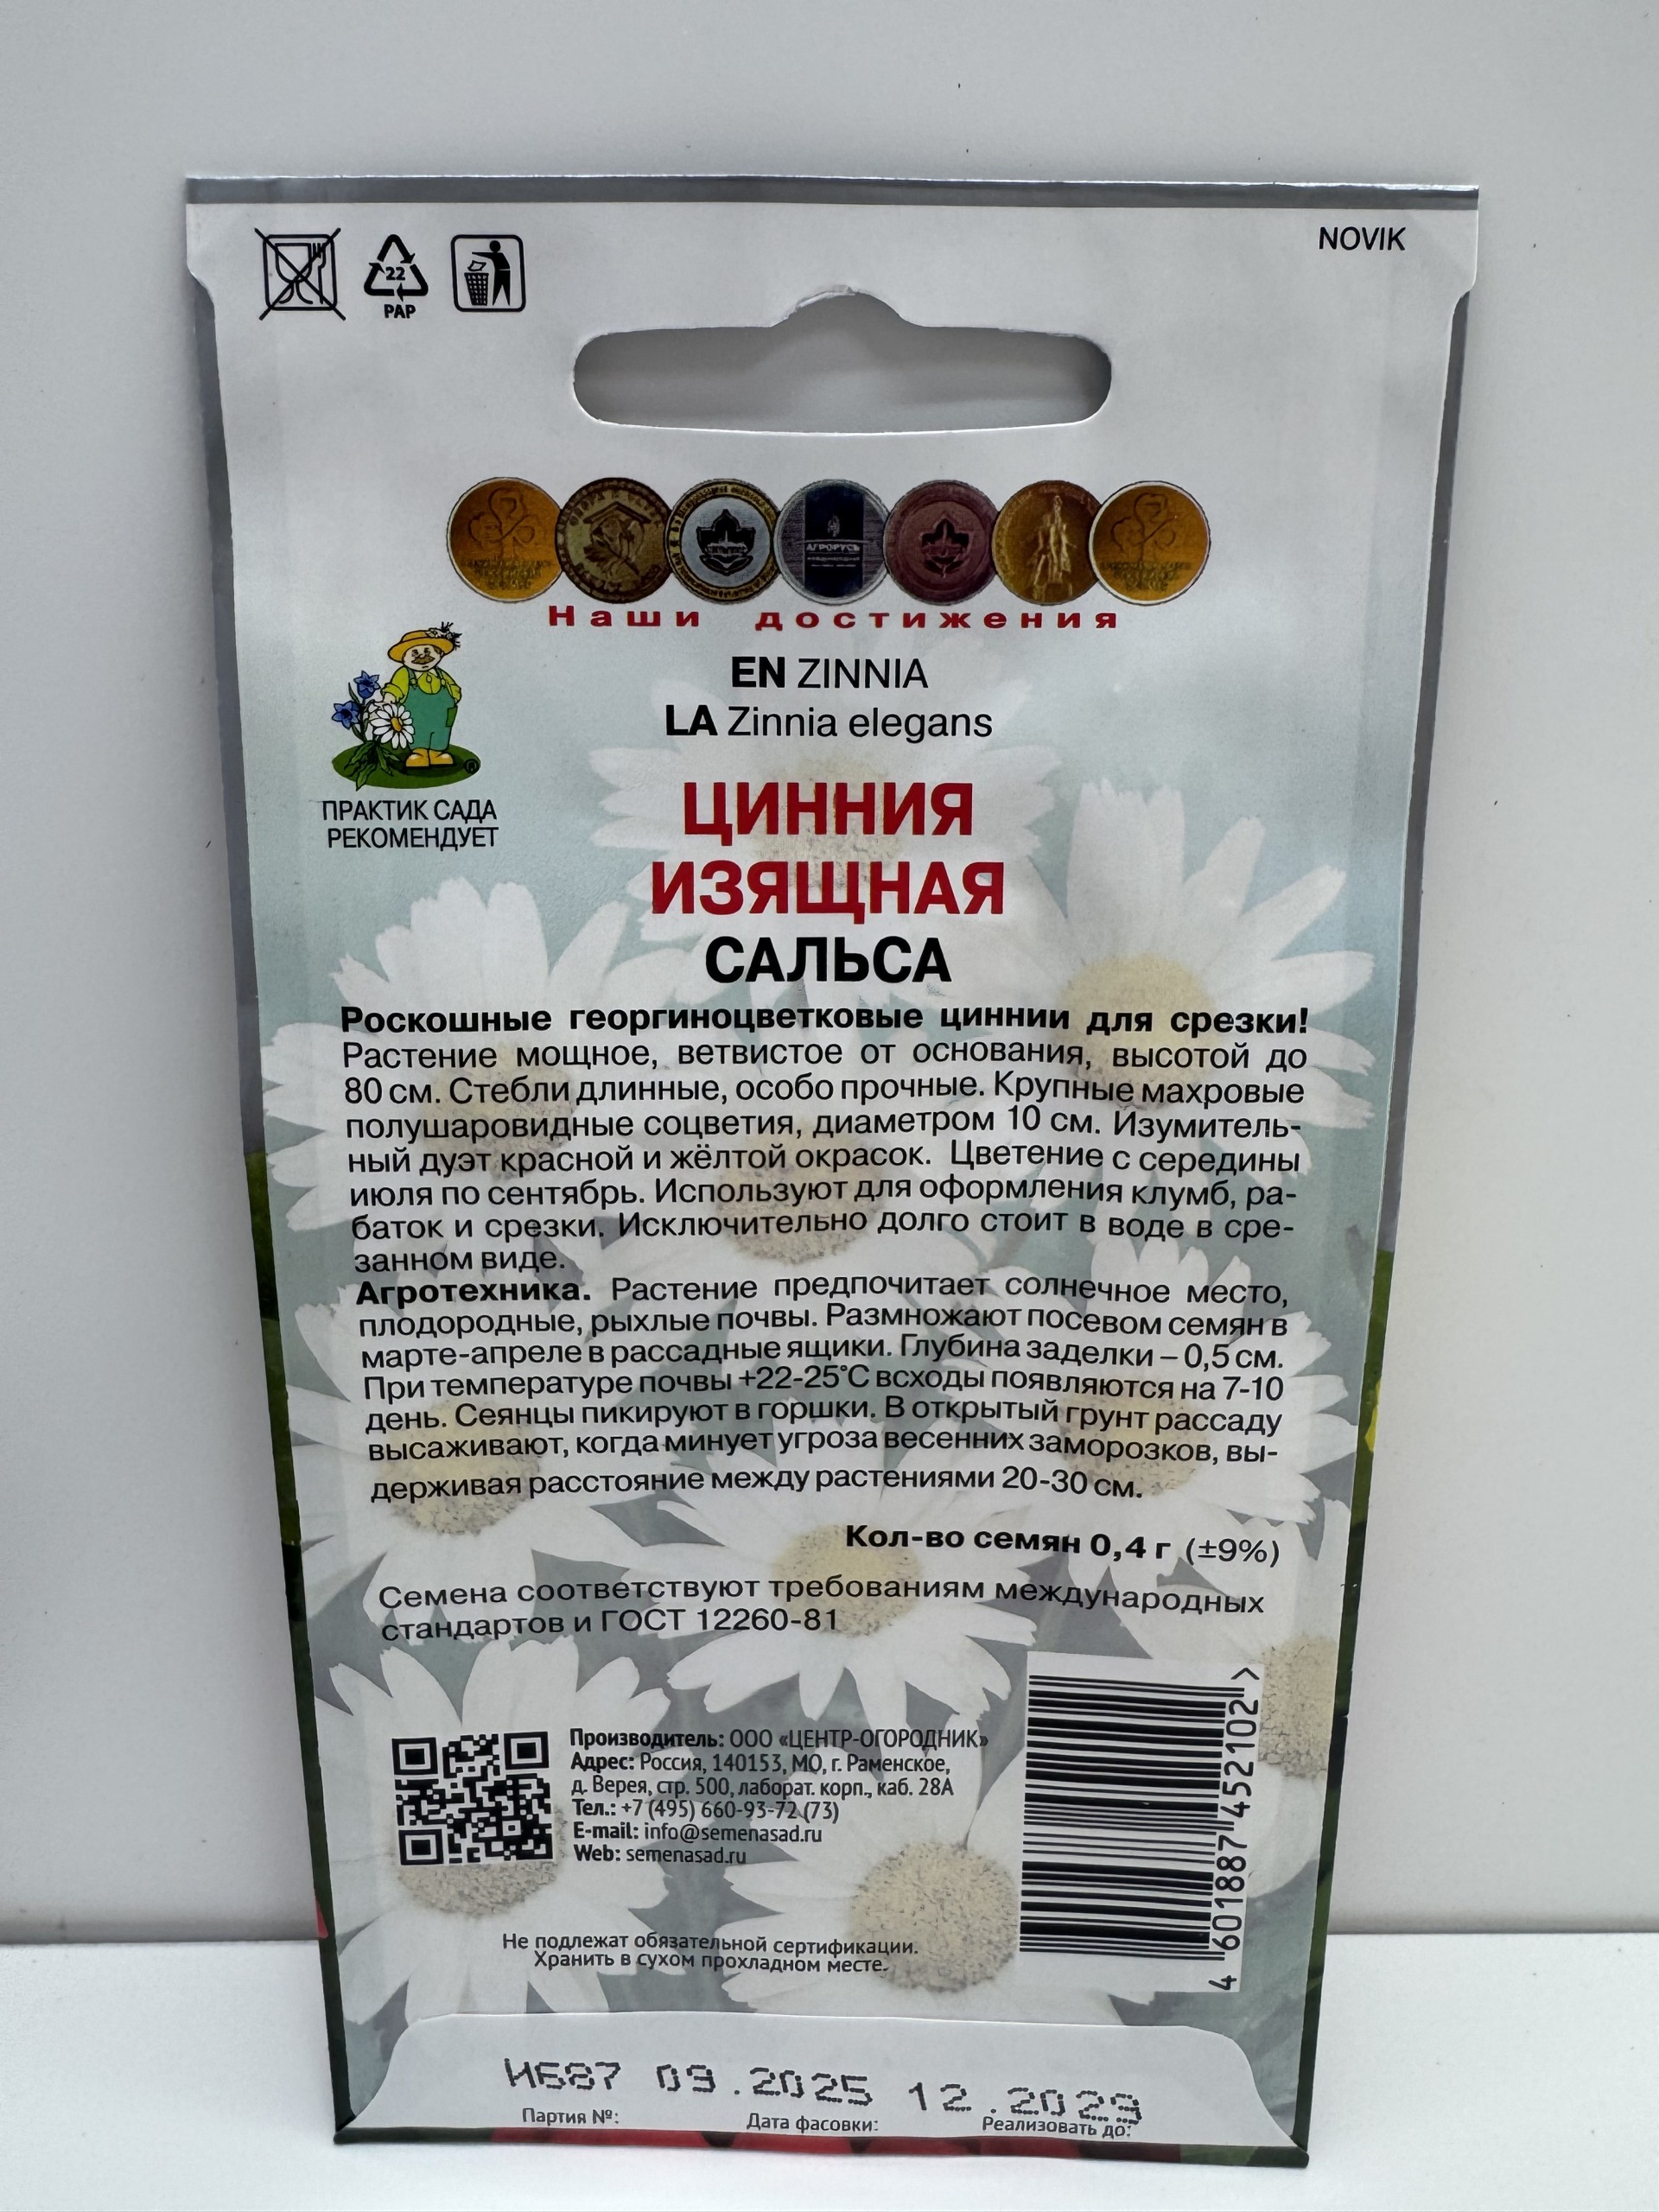 NOVIK
22
PAP
АГРОРУСЬ
Наши достижения
EN ZINNIA
LA Zinnia elegans
ПРАКТИК САДА
РЕКОМЕНДУЕТ
ЦИННИЯ
ИЗЯЩНАЯ
САЛЬСА
Роскошные георгиноцветковые циннии для срезки!
Растение мощное, ветвистое от основания, высотой до
80 см. Стебли длинные, особо прочные. Крупные махровые
полушаровидные соцветия, диаметром 10 см. Изумитель-
ный дуэт красной и жёлтой окрасок. Цветение с середины
июля по сентябрь. Используют для оформления клумб, ра-
баток и срезки. Исключительно долго стоит в воде в сре-
занном виде.
Агротехника. Растение предпочитает солнечное место,
плодородные, рыхлые почвы. Размножают посевом семян в
марте-апреле в рассадные ящики. Глубина заделки – 0,5 см.
При температуре почвы +22-25°С всходы появляются на 7-10
день. Сеянцы пикируют в горшки. В открытый грунт рассаду
высаживают, когда минует угроза весенних заморозков, вы-
держивая расстояние между растениями 20-30 см.
Кол-во семян 0,4 г (±9%)
Семена соответствуют требованиям международных
стандартов и ГОСТ 12260-81
Производитель: ООО «ЦЕНТР-ОГОРОДНИК»
Адрес: Россия, 140153, МО, г. Раменское,
д. Верея, стр. 500, лаборат. корп., каб. 28А
Тел.: +7 (495) 660-93-72 (73)
E-mail: info@semenasad.ru
Web: semenasad.ru
4 601887 452102 >
Не подлежат обязательной сертификации.
Хранить в сухом прохладном месте.
И687 09.2025 12.2029
Партия №: Дата фасовки: Реализовать до: